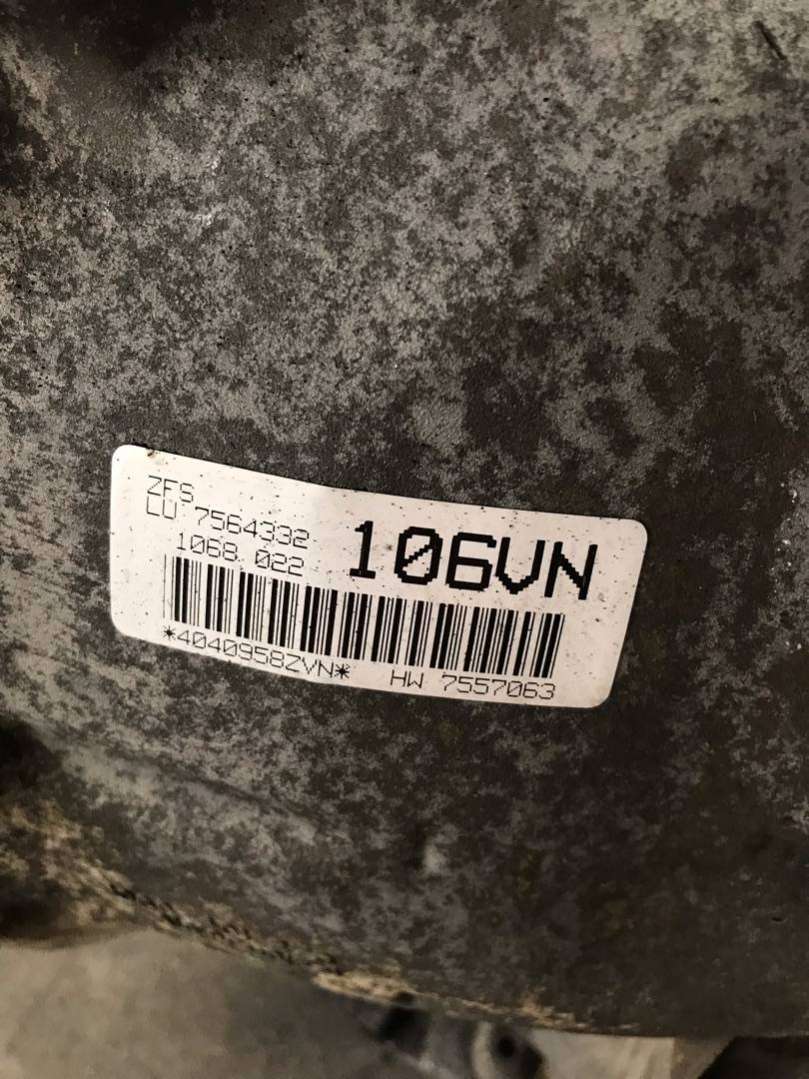 ZFS
LU 7564332
1068 022
106VN
*4040958ZVN* HW 7557063